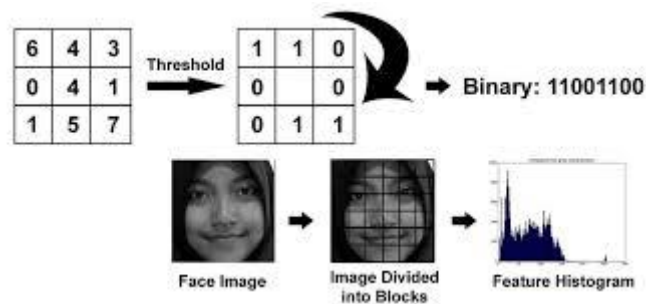 6 4 3
1 1 0
Threshold
0 4 1
0 0
Binary: 11001100
1 5 7
0 1 1
Face Image
Image Divided
into Blocks
Feature Histogram